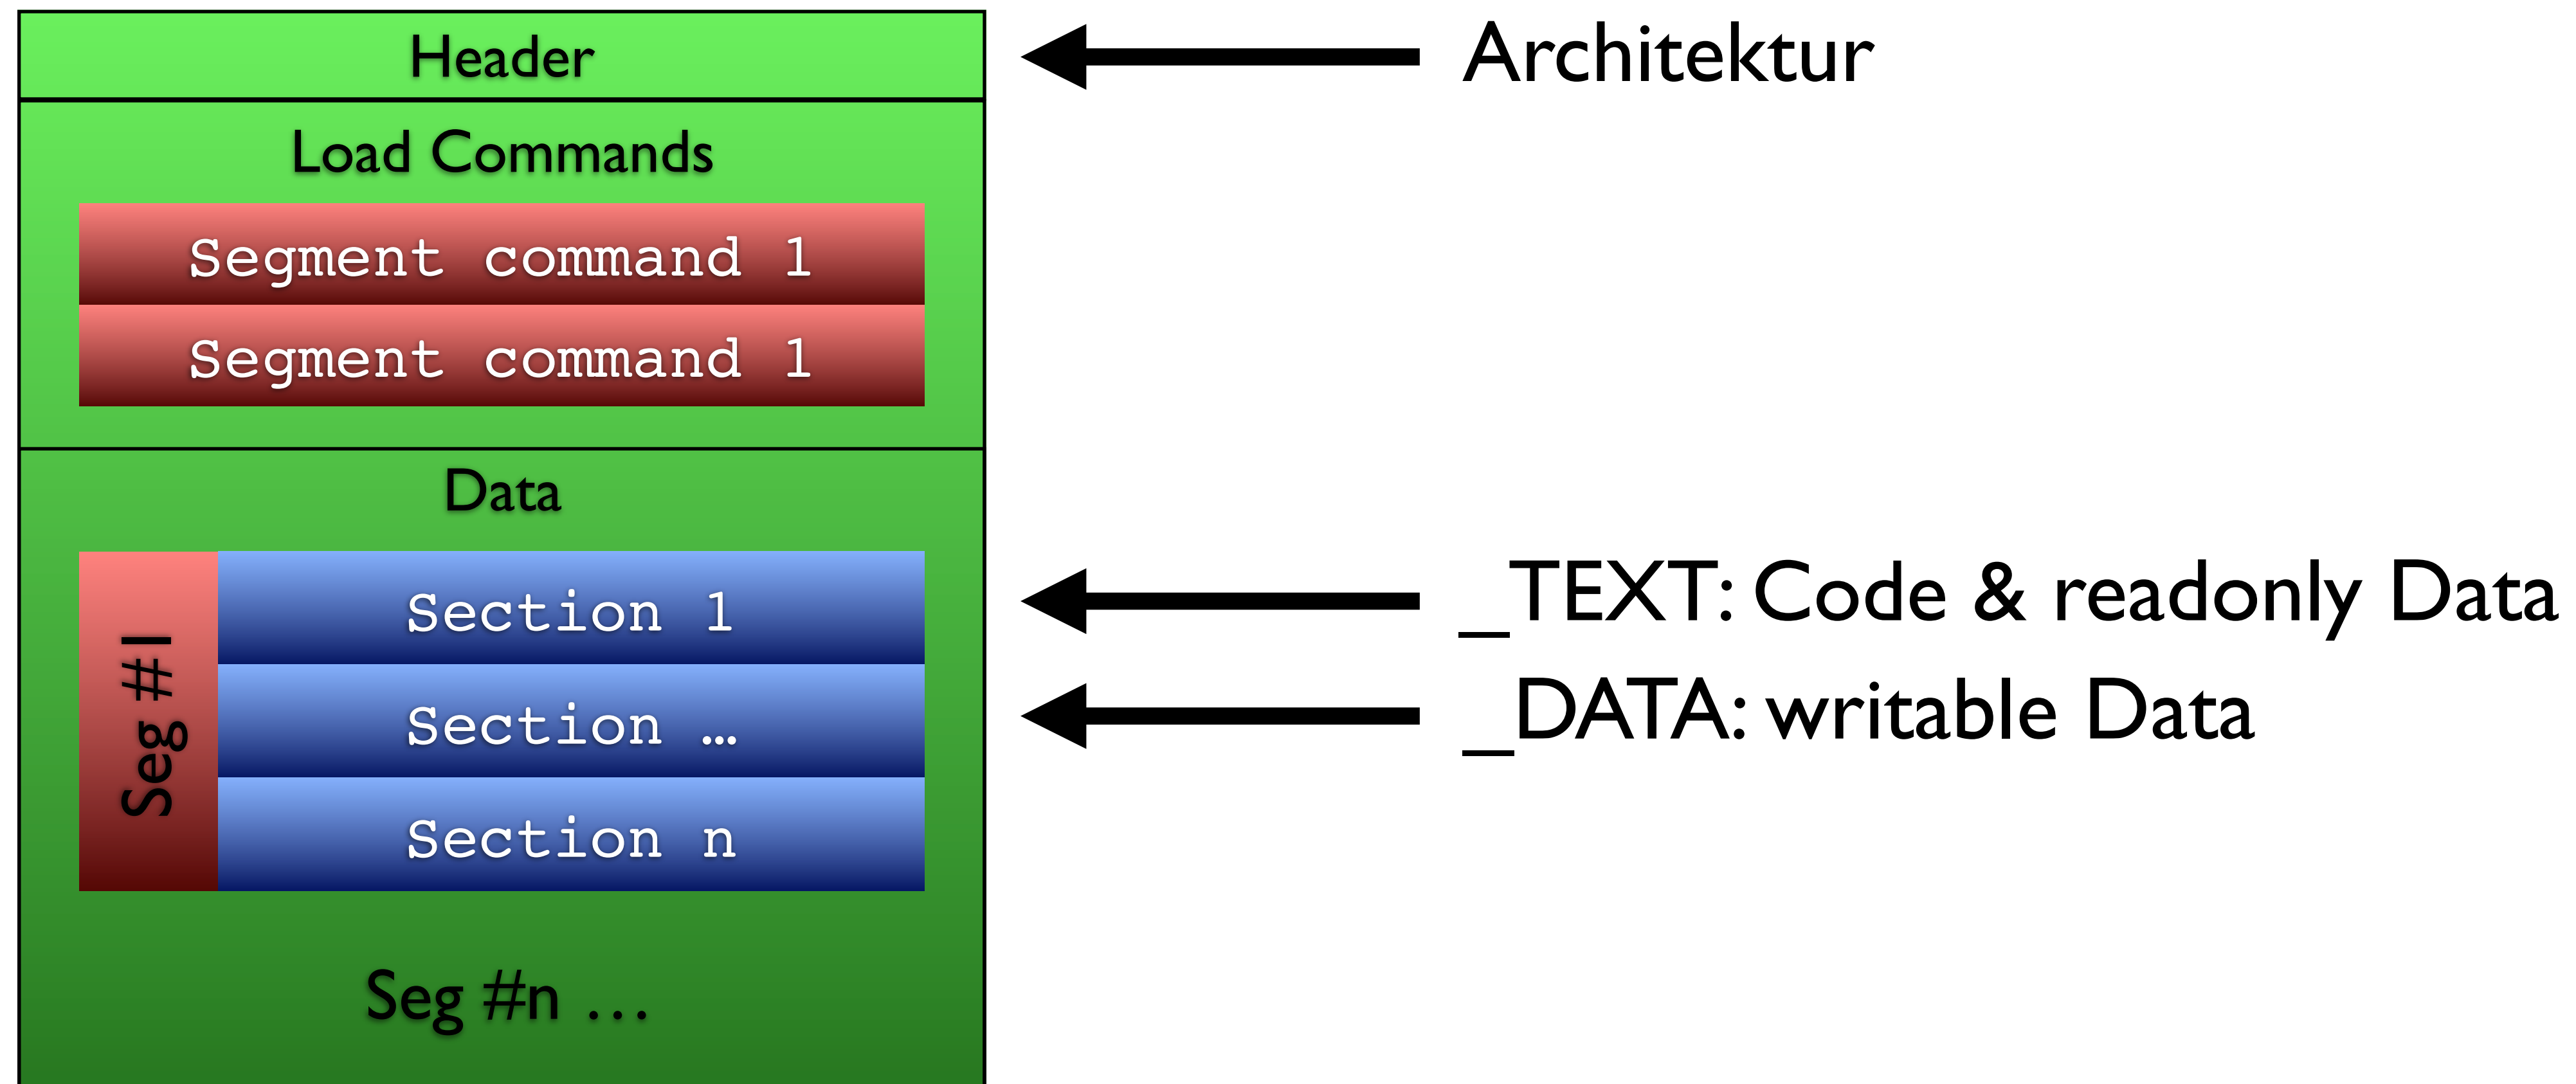 Header
Architektur
Load Commands
Segment command 1
Segment command 1
Data
Seg #1
Section 1
_TEXT: Code & readonly Data
Section …
_DATA: writable Data
Section n
Seg #n …